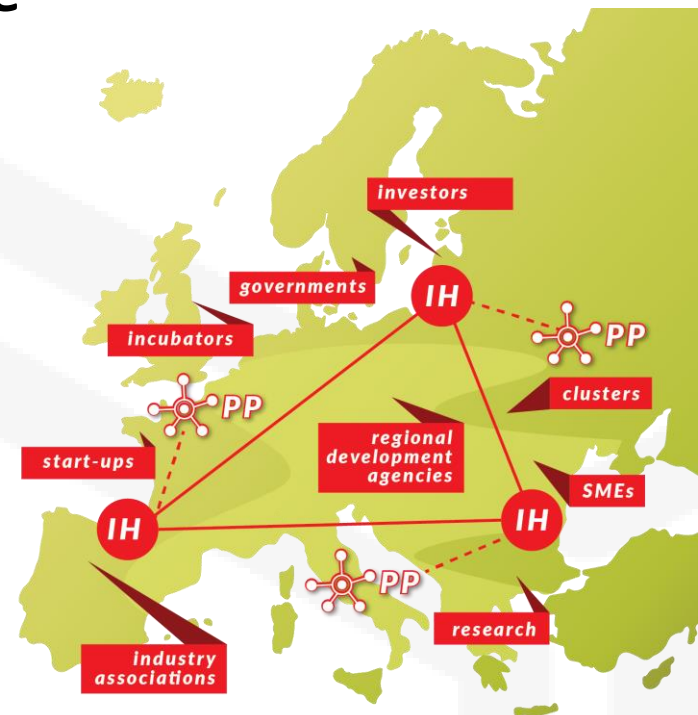 investors
governments
IH
incubators
PP
clusters
PP
regional
development
agencies
start-ups
SMEs
IH
IH
PP
research
industry
associations